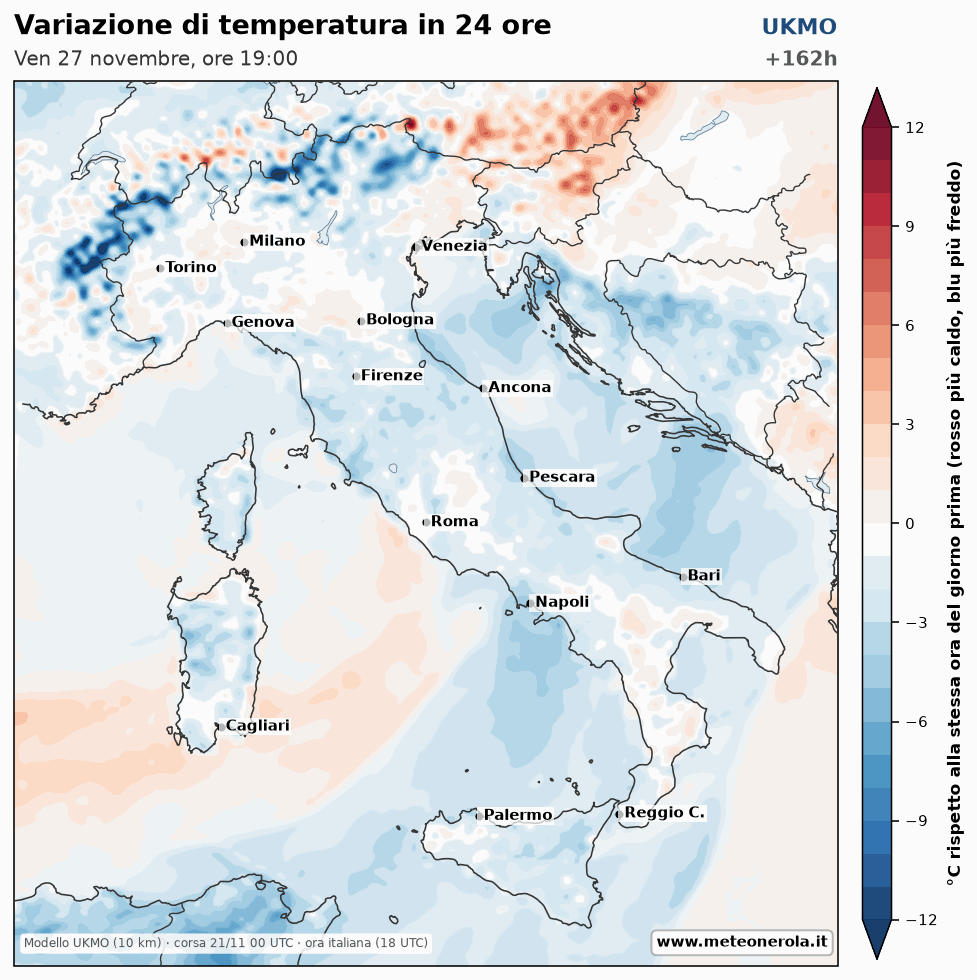 Variazione di temperatura in 24 ore
UKMO
Ven 27 novembre, ore 19:00
+162h
Milano
Venezia
Torino
Genova
Bologna
Firenze
Ancona
Pescara
Roma
Bari
Napoli
Cagliari
Palermo
Reggio C.
12
9
6
3
0
−3
−6
−9
−12
°C rispetto alla stessa ora del giorno prima (rosso più caldo, blu più freddo)
Modello UKMO (10 km) · corsa 21/11 00 UTC · ora italiana (18 UTC)
www.meteonerola.it